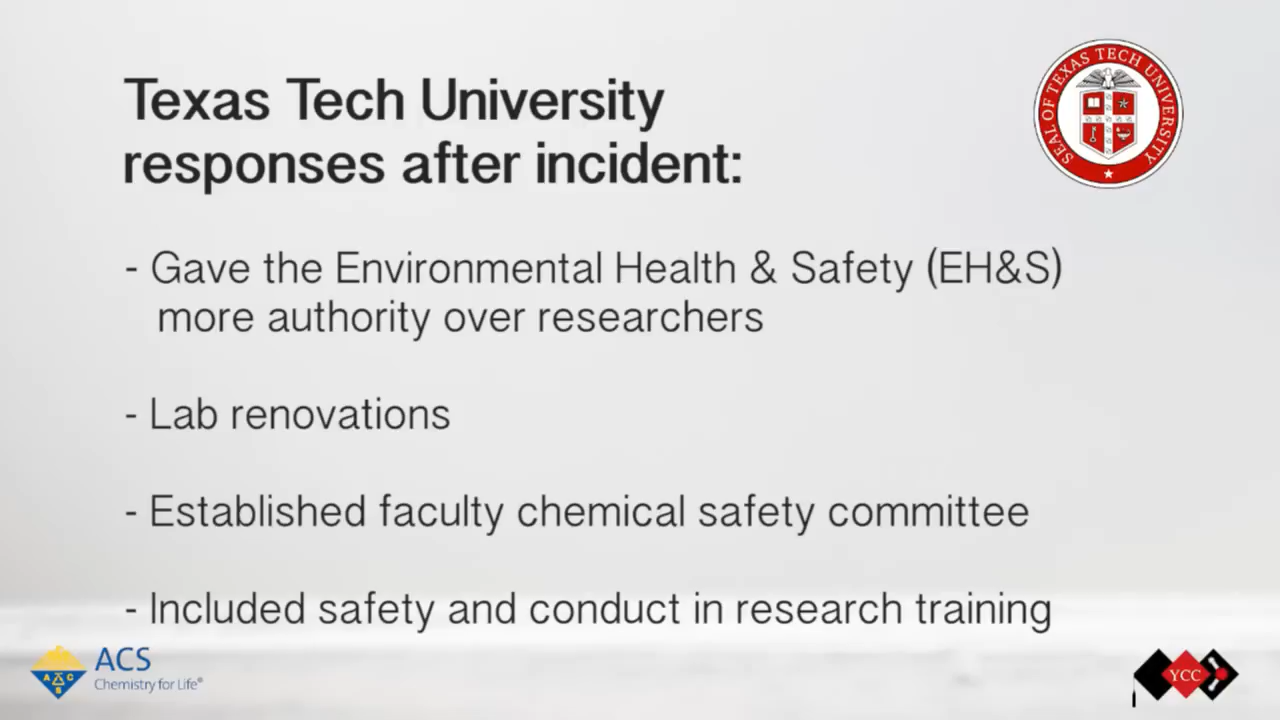 Texas Tech University
responses after incident:
SEAL OF TEXAS TECH UNIVERSITY
- Gave the Environmental Health & Safety (EH&S)
more authority over researchers
- Lab renovations
- Established faculty chemical safety committee
- Included safety and conduct in research training
ACS
Chemistry for Life®
A C S
YCC